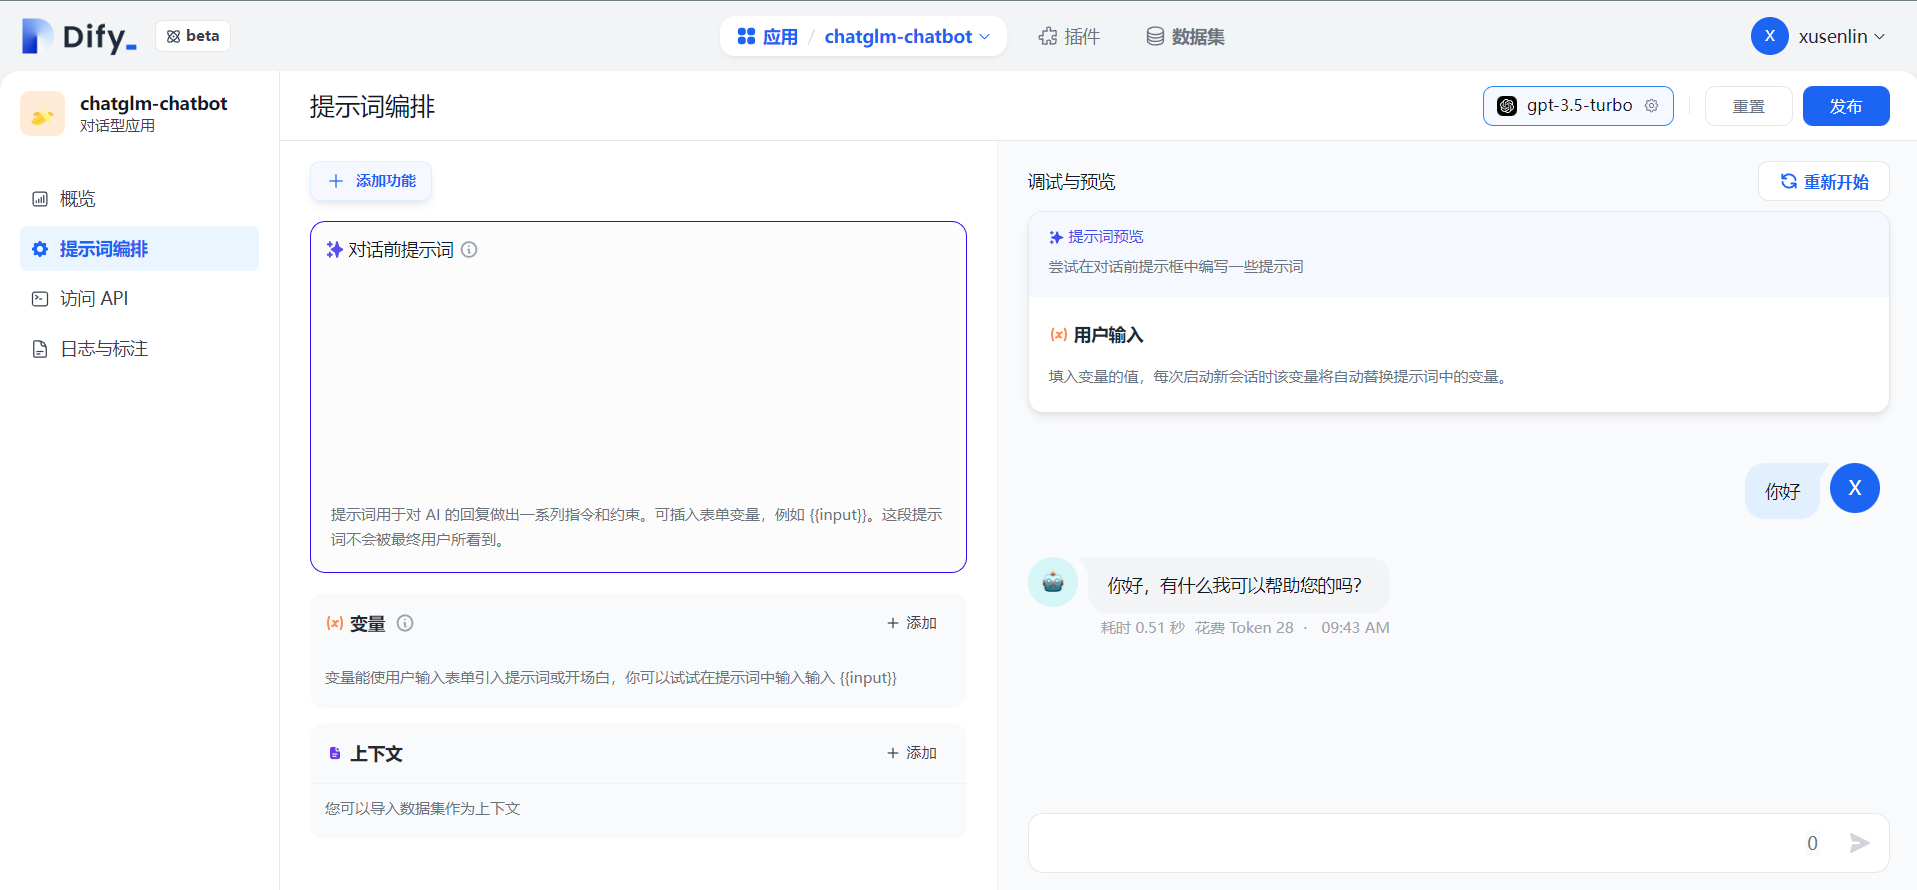 Dify_
beta
应用 / chatglm-chatbot
插件
数据集
X
xusenlin
chatglm-chatbot
对话型应用
概览
提示词编排
访问 API
日志与标注
提示词编排
gpt-3.5-turbo
重置
发布
添加功能
对话前提示词
提示词用于对 AI 的回复做出一系列指令和约束。可插入表单变量，例如 {{input}}。这段提示
词不会被最终用户所看到。
(x) 变量
+ 添加
变量能使用户输入表单引入提示词或开场白，你可以试试在提示词中输入输入 {{input}}
上下文
+ 添加
您可以导入数据集作为上下文
调试与预览
重新开始
提示词预览
尝试在对话前提示框中编写一些提示词
(x) 用户输入
填入变量的值，每次启动新会话时该变量将自动替换提示词中的变量。
你好
X
你好，有什么我可以帮助您的吗？
耗时 0.51 秒 花费 Token 28 · 09:43 AM
0